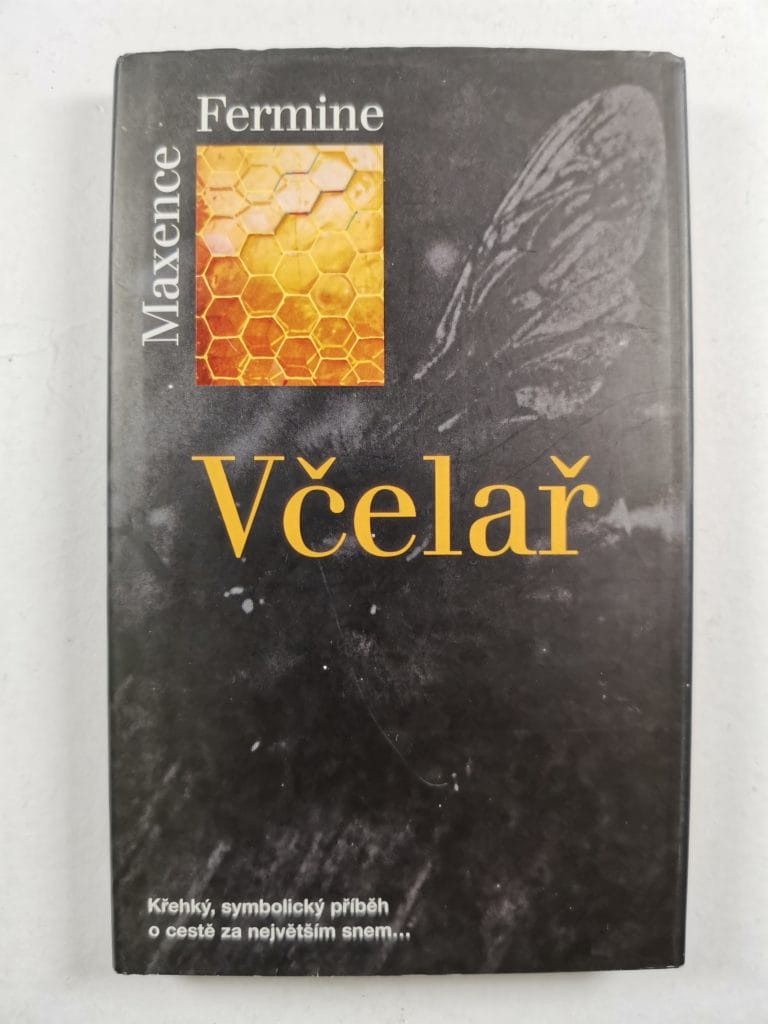 Maxence
Fermine
Včelař
Křehký, symbolický příběh
o cestě za největším snem...